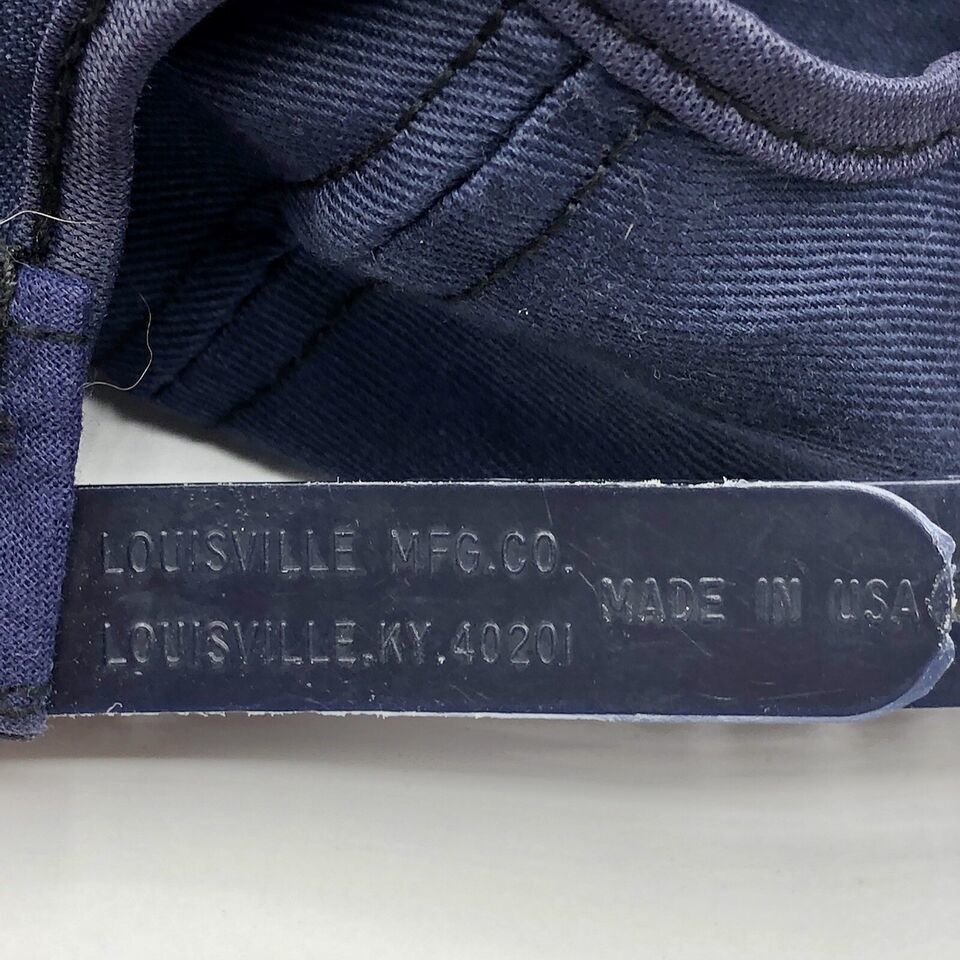 LOUISVILLE MFG.CO.
LOUISVILLE.KY.40201
MADE IN USA